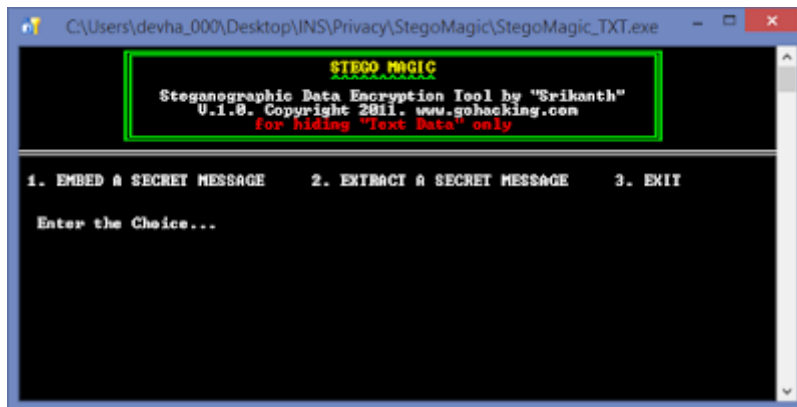 C:\Users\devha_000\Desktop\INS\Privacy\StegoMagic\StegoMagic_TXT.exe
STEGO MAGIC
Steganographic Data Encryption Tool by "Srikanth"
V.1.0. Copyright 2011. www.gohacking.com
for hiding "Text Data" only
1. EMBED A SECRET MESSAGE 2. EXTRACT A SECRET MESSAGE 3. EXIT
Enter the Choice...